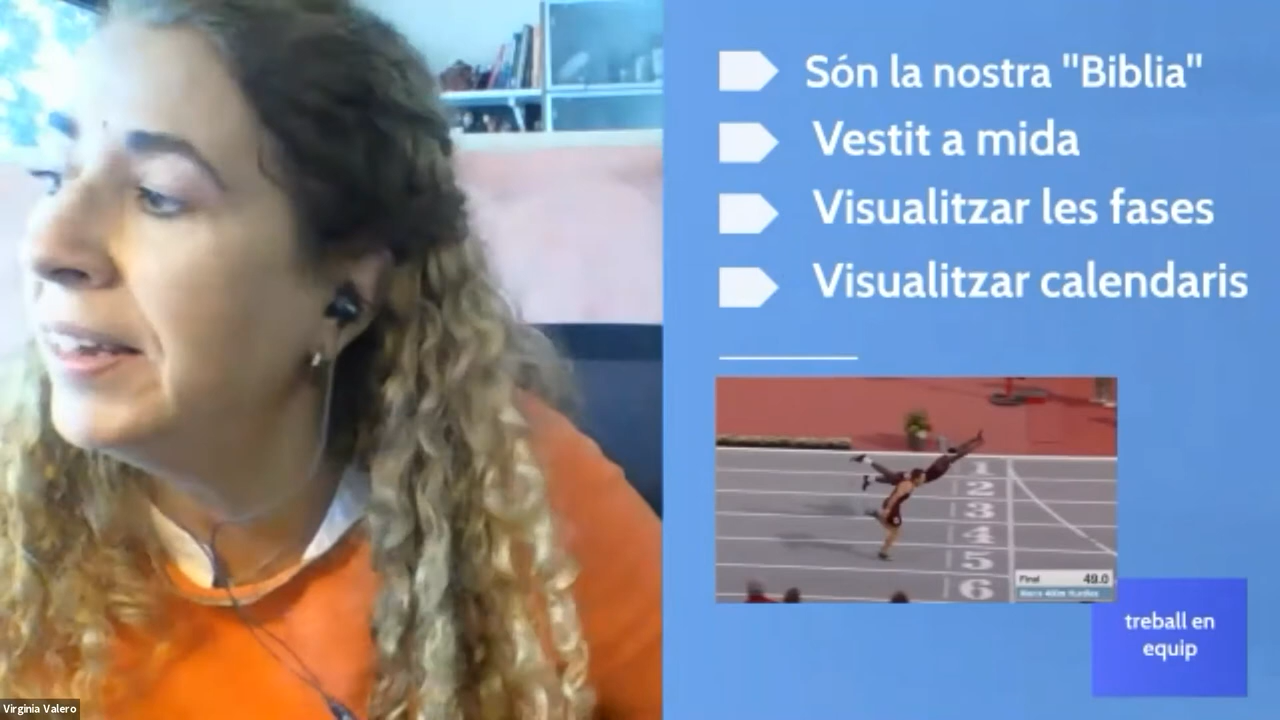 Són la nostra "Biblia"
Vestit a mida
Visualitzar les fases
Visualitzar calendaris
1
2
3
4
5
6
Final 49.0
Mens 400m Hurdles
treball en
equip
Virginia Valero